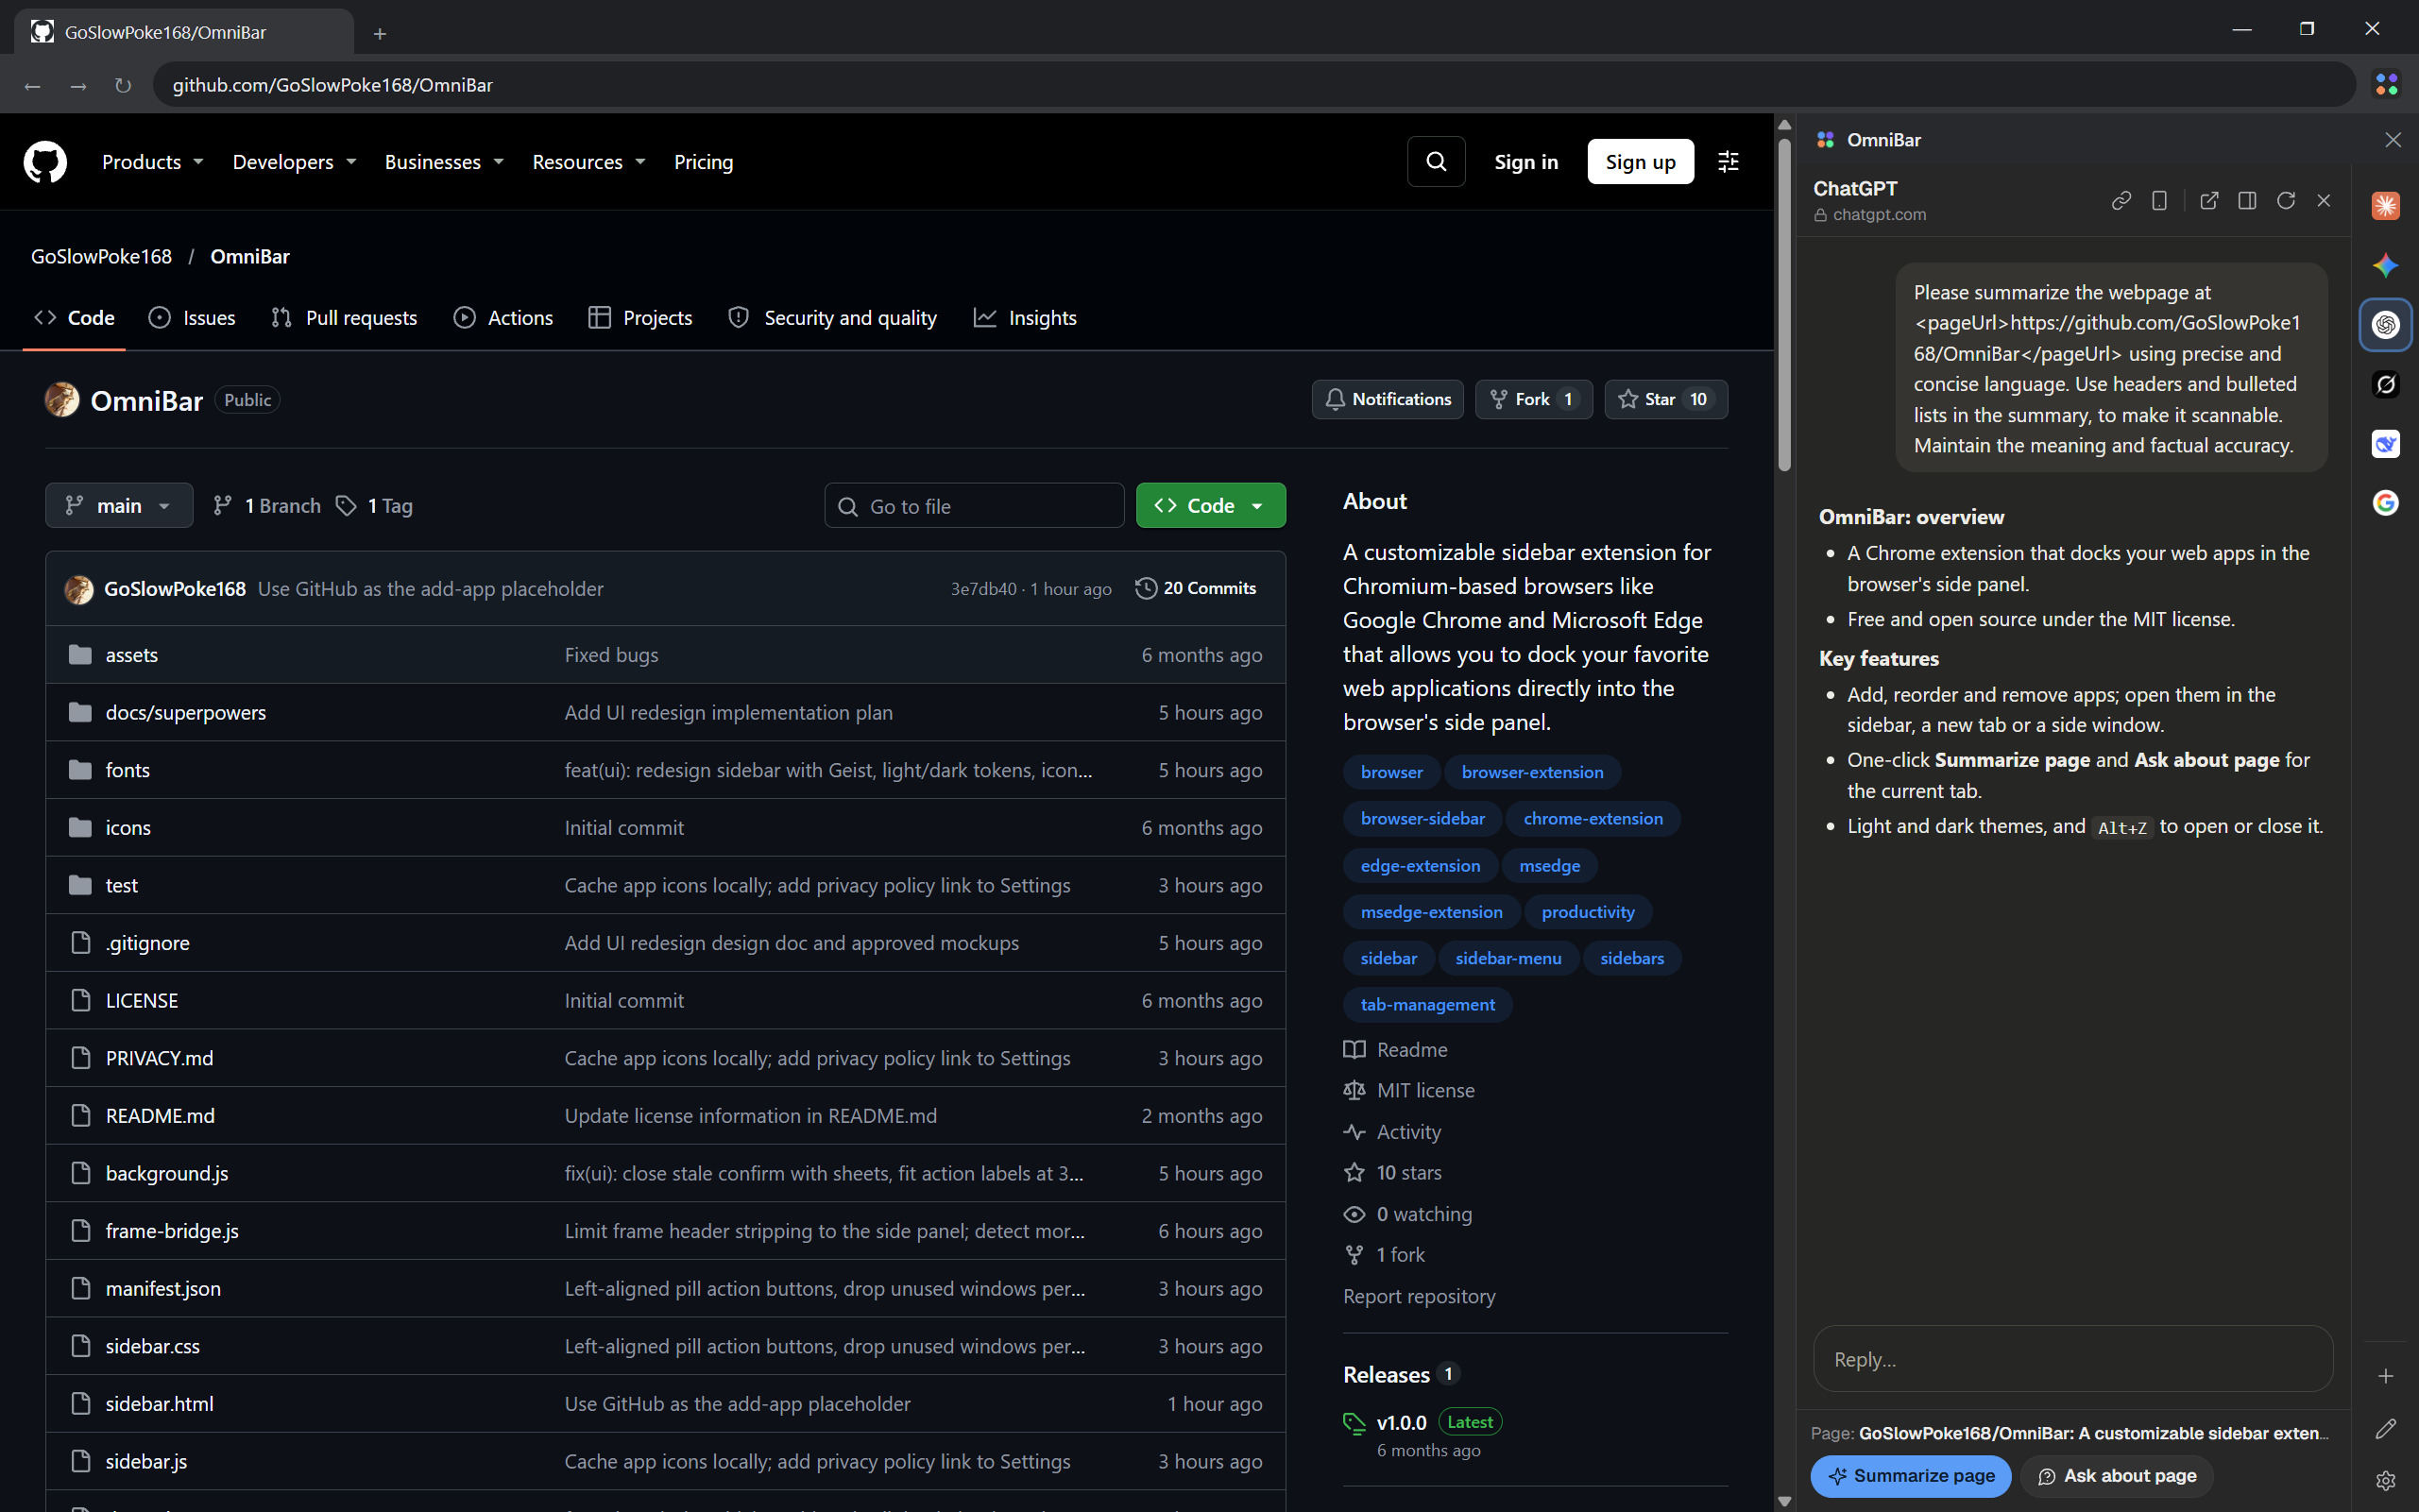 GoSlowPoke168/OmniBar
github.com/GoSlowPoke168/OmniBar
Products Developers Businesses Resources Pricing
Sign in Sign up
GoSlowPoke168 / OmniBar
Code Issues Pull requests Actions Projects Security and quality Insights
OmniBar Public
Notifications Fork 1 Star 10
main 1 Branch 1 Tag
Go to file Code
GoSlowPoke168 Use GitHub as the add-app placeholder 3e7db40 · 1 hour ago 20 Commits
assets Fixed bugs 6 months ago
docs/superpowers Add UI redesign implementation plan 5 hours ago
fonts feat(ui): redesign sidebar with Geist, light/dark tokens, icon... 5 hours ago
icons Initial commit 6 months ago
test Cache app icons locally; add privacy policy link to Settings 3 hours ago
.gitignore Add UI redesign design doc and approved mockups 5 hours ago
LICENSE Initial commit 6 months ago
PRIVACY.md Cache app icons locally; add privacy policy link to Settings 3 hours ago
README.md Update license information in README.md 2 months ago
background.js fix(ui): close stale confirm with sheets, fit action labels at 3... 5 hours ago
frame-bridge.js Limit frame header stripping to the side panel; detect mor... 6 hours ago
manifest.json Left-aligned pill action buttons, drop unused windows per... 3 hours ago
sidebar.css Left-aligned pill action buttons, drop unused windows per... 3 hours ago
sidebar.html Use GitHub as the add-app placeholder 1 hour ago
sidebar.js Cache app icons locally; add privacy policy link to Settings 3 hours ago
About
A customizable sidebar extension for
Chromium-based browsers like
Google Chrome and Microsoft Edge
that allows you to dock your favorite
web applications directly into the
browser's side panel.
browser browser-extension
browser-sidebar chrome-extension
edge-extension msedge
msedge-extension productivity
sidebar sidebar-menu sidebars
tab-management
Readme
MIT license
Activity
10 stars
0 watching
1 fork
Report repository
Releases 1
v1.0.0 Latest
6 months ago
OmniBar
ChatGPT
chatgpt.com
Please summarize the webpage at
<pageUrl>https://github.com/GoSlowPoke1
68/OmniBar</pageUrl> using precise and
concise language. Use headers and bulleted
lists in the summary, to make it scannable.
Maintain the meaning and factual accuracy.
OmniBar: overview
A Chrome extension that docks your web apps in the
browser's side panel.
Free and open source under the MIT license.
Key features
Add, reorder and remove apps; open them in the
sidebar, a new tab or a side window.
One-click Summarize page and Ask about page for
the current tab.
Light and dark themes, and Alt+Z to open or close it.
Reply...
Page: GoSlowPoke168/OmniBar: A customizable sidebar exten...
Summarize page Ask about page